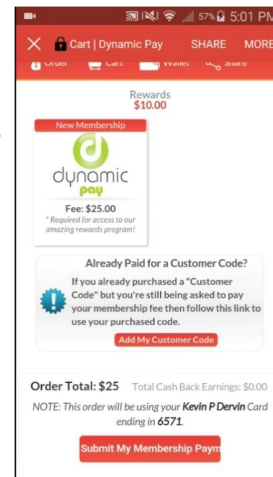 57% 5:01 PM
Cart | Dynamic Pay SHARE MORE
Order Cart Wallet Share
Rewards
$10.00
New Membership
dynamic
pay
Fee: $25.00
* Required for access to our
amazing rewards program!
Already Paid for a Customer Code?
If you already purchased a "Customer
Code" but you're still being asked to pay
your membership fee then follow this link to
use your purchased code.
Add My Customer Code
Order Total: $25 Total Cash Back Earnings: $0.00
NOTE: This order will be using your Kevin P Dervin Card
ending in 6571.
Submit My Membership Paym